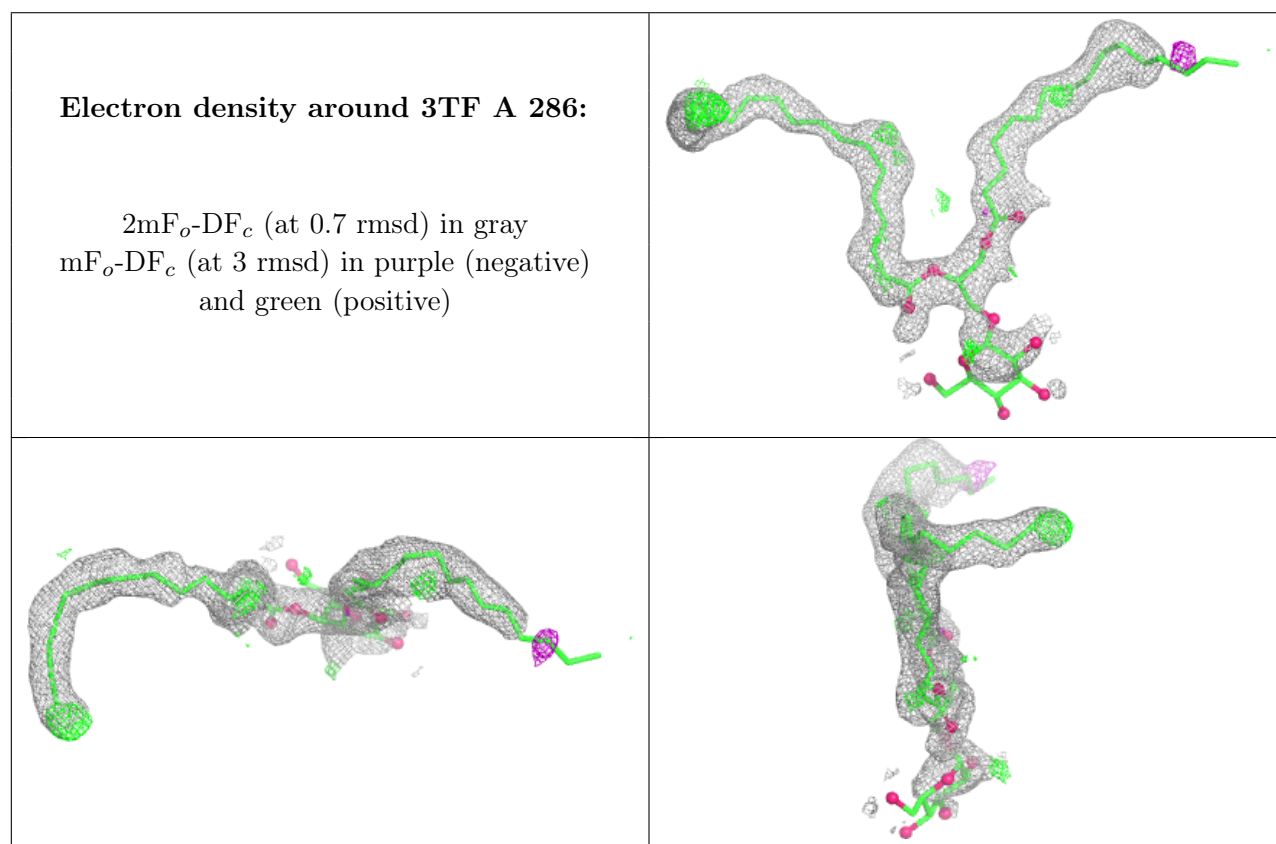 Electron density around 3TF A 286:
2mFₒ-DF𝒸 (at 0.7 rmsd) in gray
mFₒ-DF𝒸 (at 3 rmsd) in purple (negative)
and green (positive)